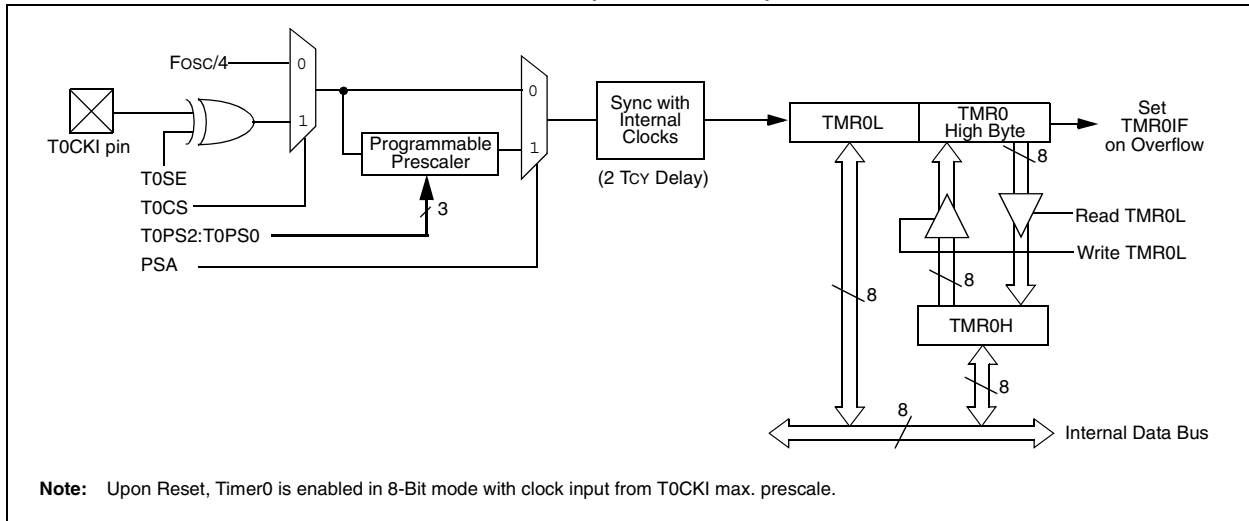 FOSC/4
0
1
T0CKI pin
T0SE
T0CS
T0PS2:T0PS0
PSA
Programmable
Prescaler
3
0
1
Sync with
Internal
Clocks
(2 TCY Delay)
TMR0L
TMR0
High Byte
Set
TMR0IF
on Overflow
8
Read TMR0L
Write TMR0L
8
8
TMR0H
8
8
Internal Data Bus
Note: Upon Reset, Timer0 is enabled in 8-Bit mode with clock input from T0CKI max. prescale.